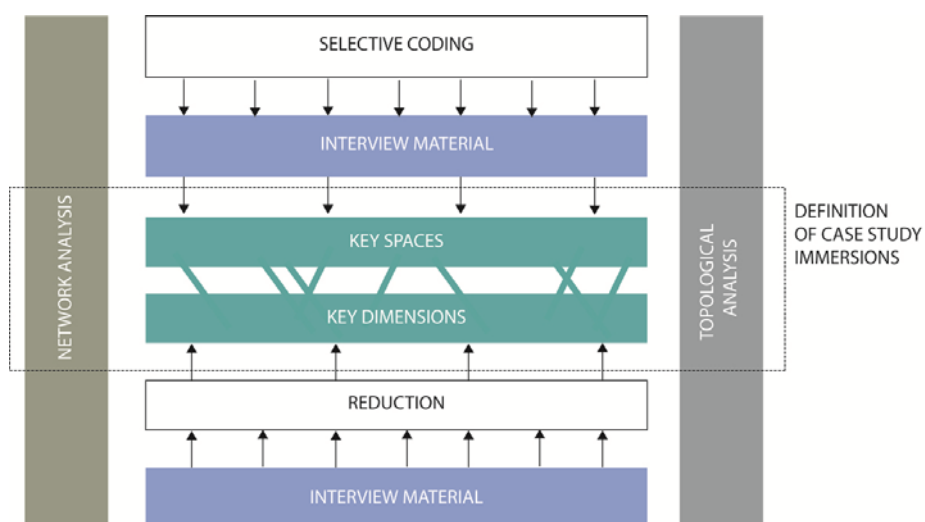 SELECTIVE CODING
INTERVIEW MATERIAL
NETWORK ANALYSIS
KEY SPACES
KEY DIMENSIONS
TOPOLOGICAL
ANALYSIS
DEFINITION
OF CASE STUDY
IMMERSIONS
REDUCTION
INTERVIEW MATERIAL